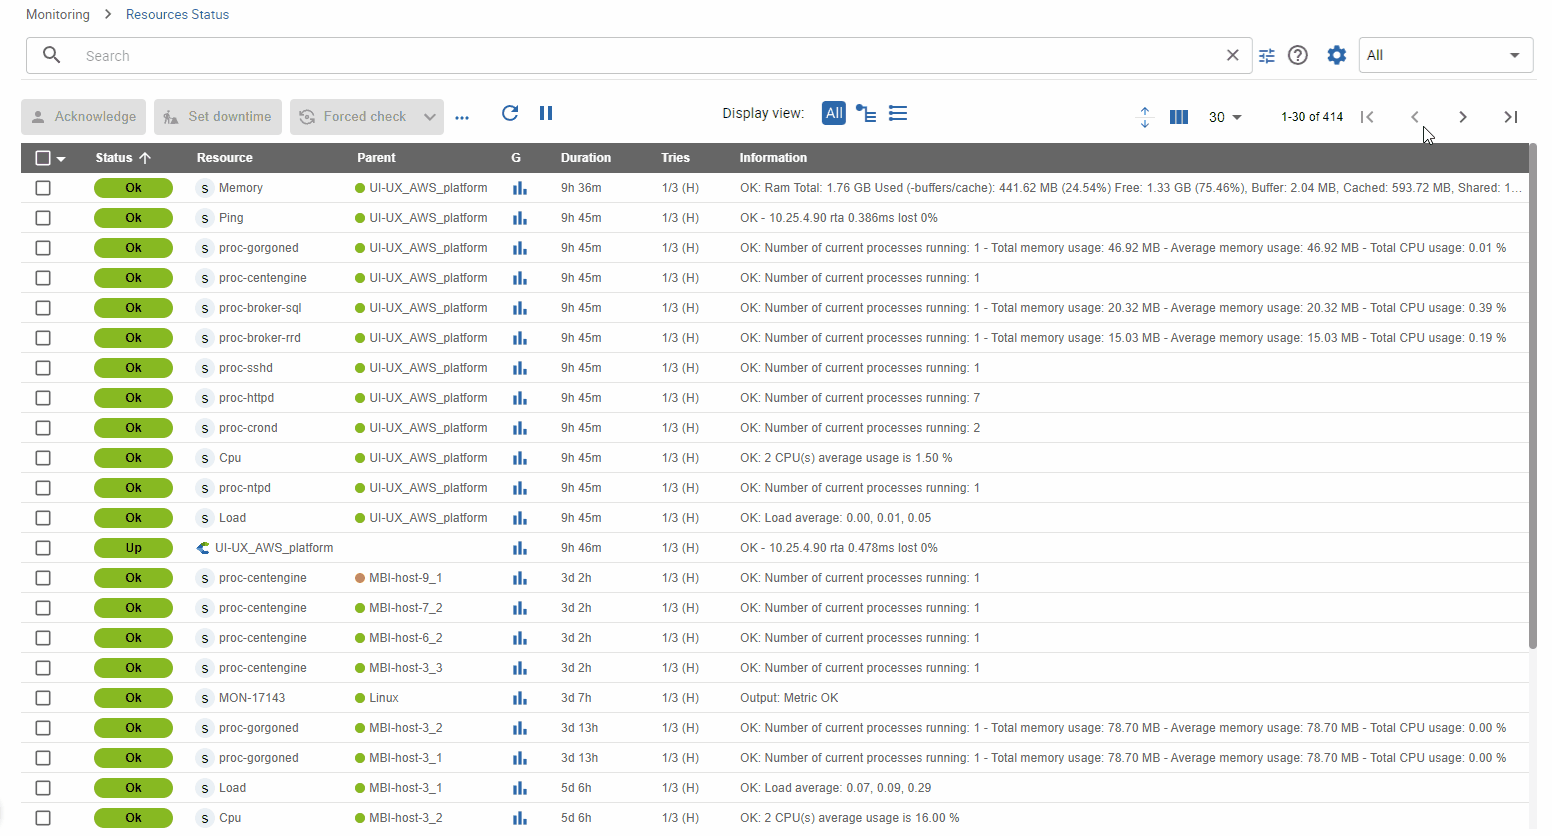 Monitoring > Resources Status
Search All
Acknowledge Set downtime Forced check ... Display view: All 30 1-30 of 414
Status Resource Parent G Duration Tries Information
Ok S Memory UI-UX_AWS_platform 9h 36m 1/3 (H) OK: Ram Total: 1.76 GB Used (-buffers/cache): 441.62 MB (24.54%) Free: 1.33 GB (75.46%), Buffer: 2.04 MB, Cached: 593.72 MB, Shared: 1...
Ok S Ping UI-UX_AWS_platform 9h 45m 1/3 (H) OK - 10.25.4.90 rta 0.386ms lost 0%
Ok S proc-gorgoned UI-UX_AWS_platform 9h 45m 1/3 (H) OK: Number of current processes running: 1 - Total memory usage: 46.92 MB - Average memory usage: 46.92 MB - Total CPU usage: 0.01 %
Ok S proc-centengine UI-UX_AWS_platform 9h 45m 1/3 (H) OK: Number of current processes running: 1
Ok S proc-broker-sql UI-UX_AWS_platform 9h 45m 1/3 (H) OK: Number of current processes running: 1 - Total memory usage: 20.32 MB - Average memory usage: 20.32 MB - Total CPU usage: 0.39 %
Ok S proc-broker-rrd UI-UX_AWS_platform 9h 45m 1/3 (H) OK: Number of current processes running: 1 - Total memory usage: 15.03 MB - Average memory usage: 15.03 MB - Total CPU usage: 0.19 %
Ok S proc-sshd UI-UX_AWS_platform 9h 45m 1/3 (H) OK: Number of current processes running: 1
Ok S proc-httpd UI-UX_AWS_platform 9h 45m 1/3 (H) OK: Number of current processes running: 7
Ok S proc-crond UI-UX_AWS_platform 9h 45m 1/3 (H) OK: Number of current processes running: 2
Ok S Cpu UI-UX_AWS_platform 9h 45m 1/3 (H) OK: 2 CPU(s) average usage is 1.50 %
Ok S proc-ntpd UI-UX_AWS_platform 9h 45m 1/3 (H) OK: Number of current processes running: 1
Ok S Load UI-UX_AWS_platform 9h 45m 1/3 (H) OK: Load average: 0.00, 0.01, 0.05
Up UI-UX_AWS_platform 9h 46m 1/3 (H) OK - 10.25.4.90 rta 0.478ms lost 0%
Ok S proc-centengine MBI-host-9_1 3d 2h 1/3 (H) OK: Number of current processes running: 1
Ok S proc-centengine MBI-host-7_2 3d 2h 1/3 (H) OK: Number of current processes running: 1
Ok S proc-centengine MBI-host-6_2 3d 2h 1/3 (H) OK: Number of current processes running: 1
Ok S proc-centengine MBI-host-3_3 3d 2h 1/3 (H) OK: Number of current processes running: 1
Ok S MON-17143 Linux 3d 7h 1/3 (H) Output: Metric OK
Ok S proc-gorgoned MBI-host-3_2 3d 13h 1/3 (H) OK: Number of current processes running: 1 - Total memory usage: 78.70 MB - Average memory usage: 78.70 MB - Total CPU usage: 0.00 %
Ok S proc-gorgoned MBI-host-3_1 3d 13h 1/3 (H) OK: Number of current processes running: 1 - Total memory usage: 78.70 MB - Average memory usage: 78.70 MB - Total CPU usage: 0.00 %
Ok S Load MBI-host-3_1 5d 6h 1/3 (H) OK: Load average: 0.07, 0.09, 0.29
Ok S Cpu MBI-host-3_2 5d 6h 1/3 (H) OK: 2 CPU(s) average usage is 16.00 %